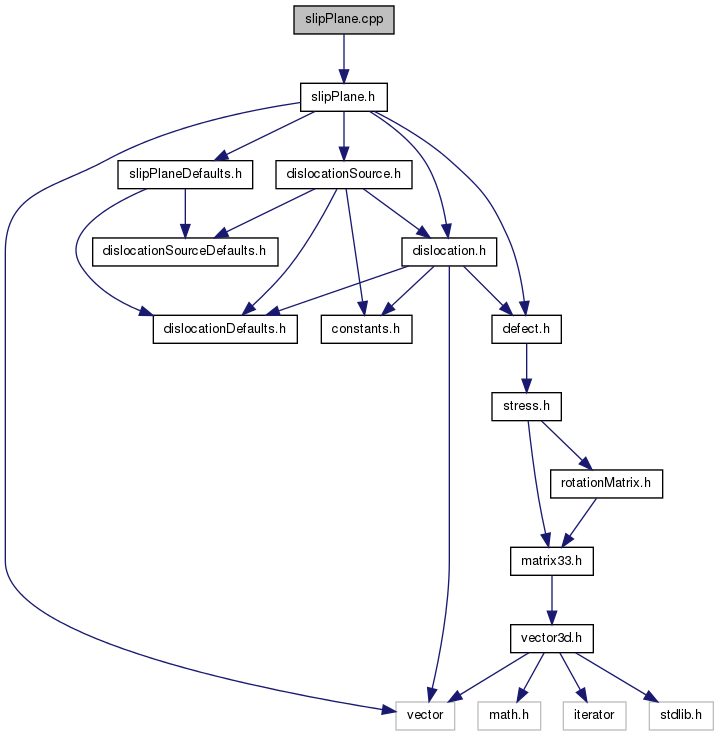 slipPlane.cpp
slipPlane.h
slipPlaneDefaults.h
dislocationSource.h
dislocationSourceDefaults.h
dislocation.h
dislocationDefaults.h
constants.h
defect.h
stress.h
rotationMatrix.h
matrix33.h
vector3d.h
vector
math.h
iterator
stdlib.h